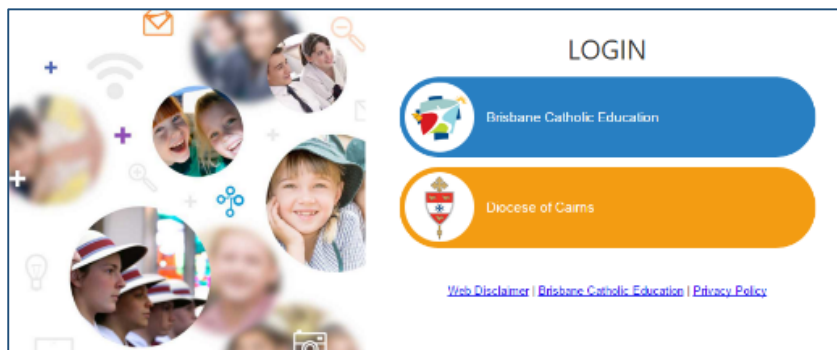 LOGIN
Brisbane Catholic Education
Diocese of Cairns
Web Disclaimer | Brisbane Catholic Education | Privacy Policy